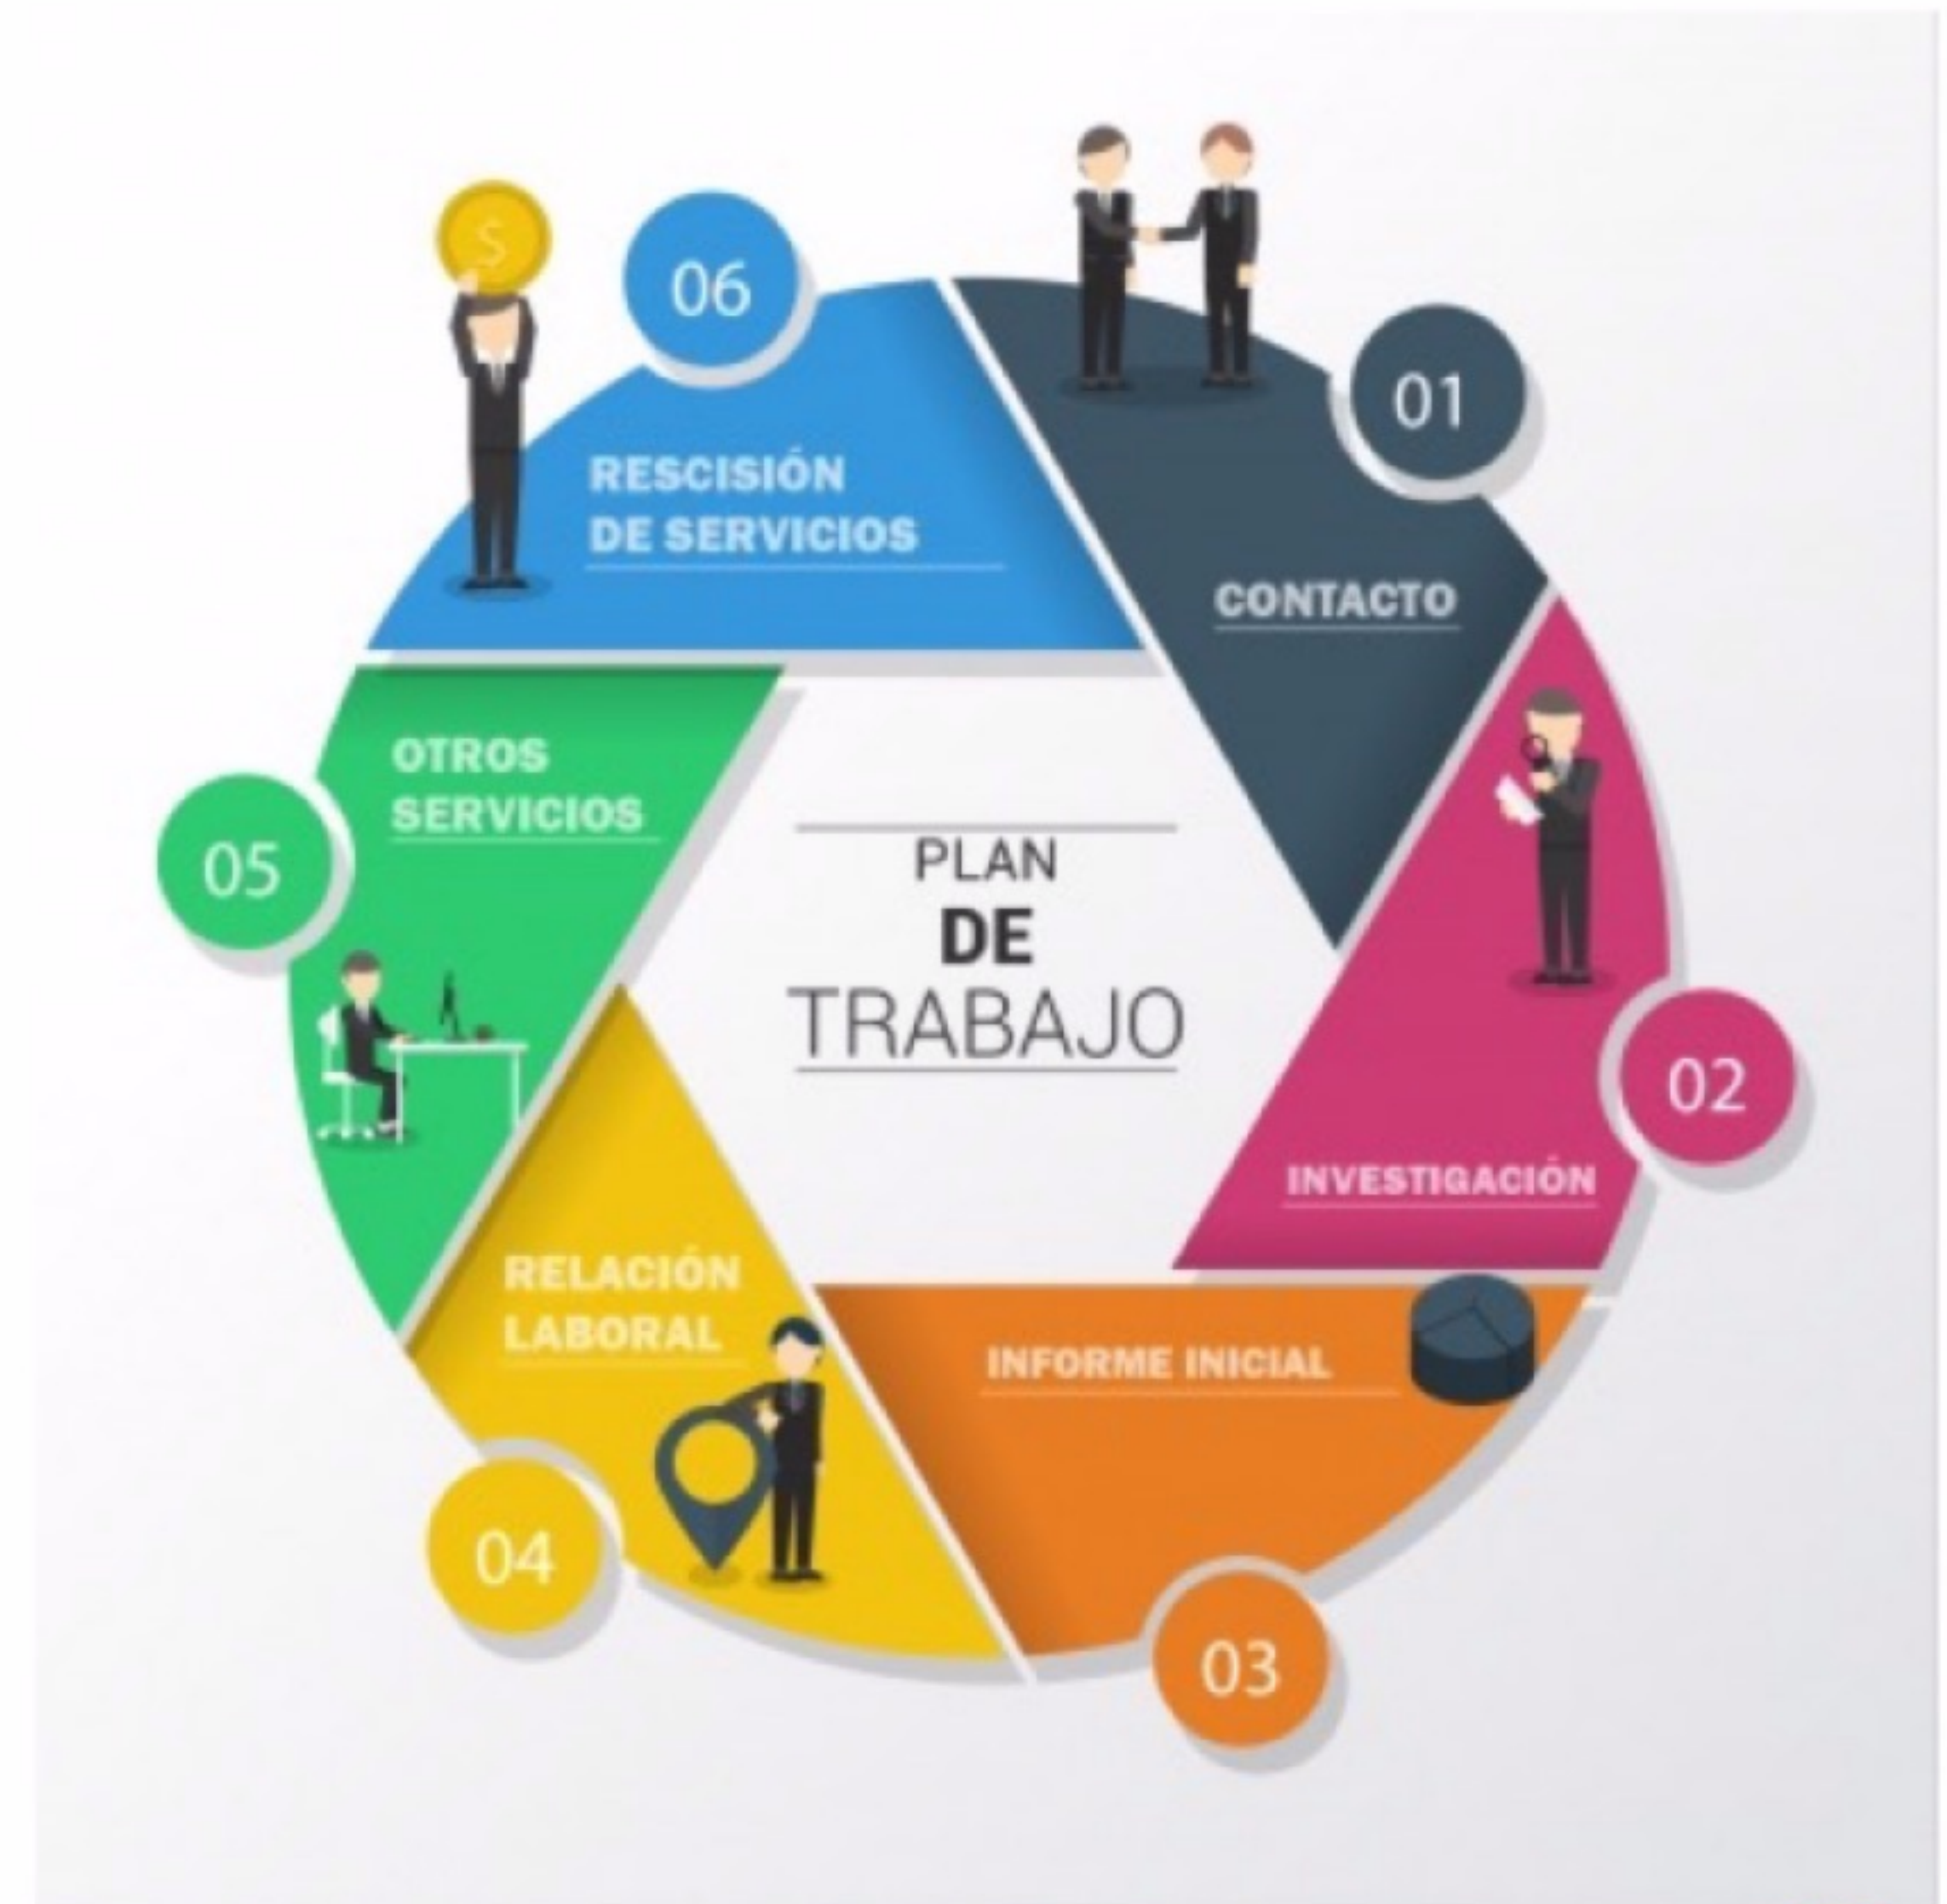 PLAN
DE
TRABAJO
01
CONTACTO
02
INVESTIGACIÓN
03
INFORME INICIAL
04
RELACIÓN
LABORAL
05
OTROS
SERVICIOS
06
RESCISIÓN
DE SERVICIOS
$